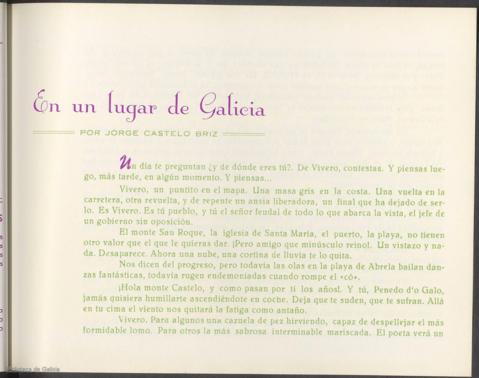 En un lugar de Galicia
POR JORGE CASTELO BRIZ
Un día te preguntan ¿y de dónde eres tú?. De Vivero, contestas. Y piensas lue-
go, más tarde, en algún momento. Y piensas...
Vivero, un puntito en el mapa. Una masa gris en la costa. Una vuelta en la
carretera, otra revuelta, y de repente un ansia liberadora, un final que ha dejado de ser-
lo. Es Vivero. Es tú pueblo, y tú el señor feudal de todo lo que abarca la vista, el jefe de
un gobierno sin oposición.
El monte San Roque, la iglesia de Santa María, el puerto, la playa, no tienen
otro valor que el que le quieras dar. ¡Pero amigo que minúsculo reino!. Un vistazo y na-
da. Desaparece. Ahora una nube, una cortina de lluvia te lo quita.
Nos dicen del progreso, pero todavía las olas en la playa de Abrela bailan dan-
zas fantásticas, todavía rugen endemoniadas cuando rompe el «có».
¡Hola monte Castelo, y como pasan por ti los años!. Y tú, Penedo d'o Galo,
jamás quisiera humillarte ascendiéndote en coche. Deja que te suden, que te sufran. Allá
en tu cima el viento nos quitará la fatiga como antaño.
Vivero. Para algunos una cazuela de pez hirviendo, capaz de despellejar el más
formidable lomo. Para otros la más sabrosa interminable mariscada. El poeta verá un
Biblioteca de Galicia